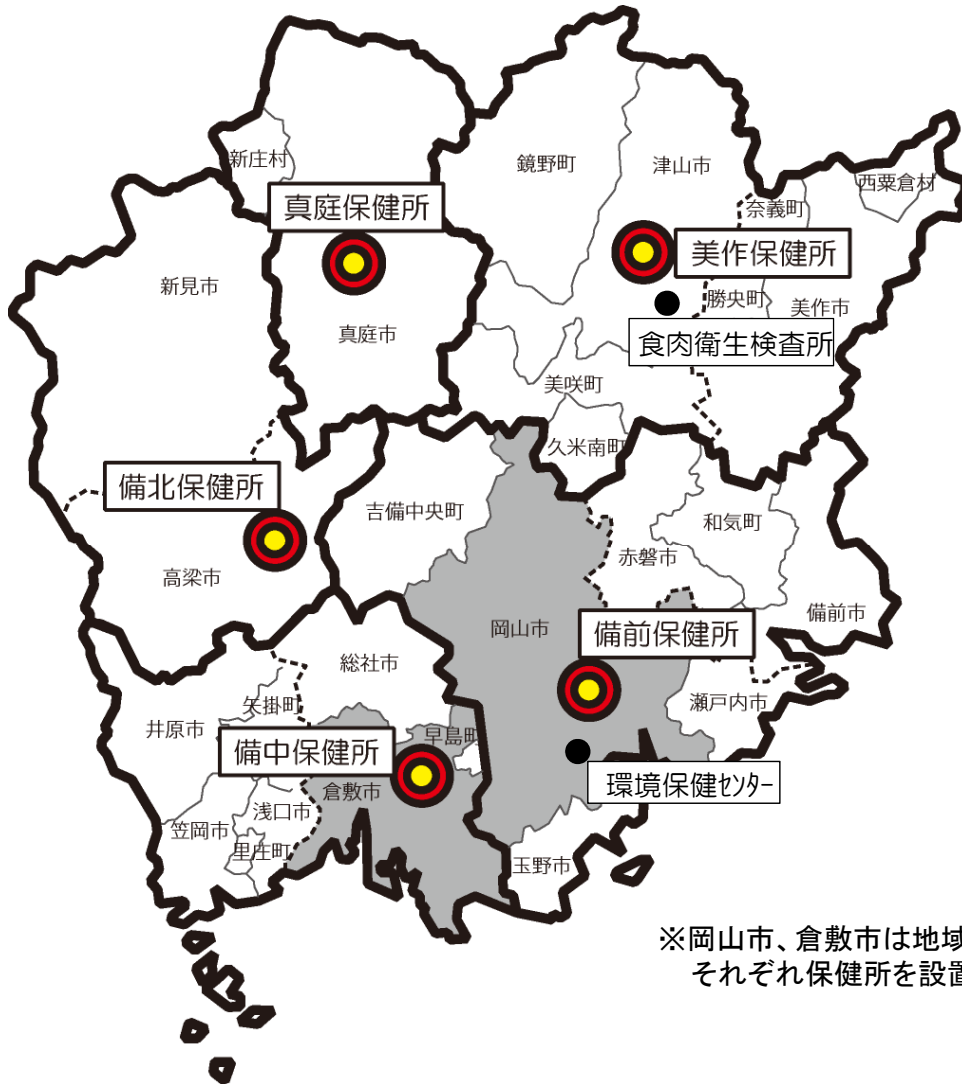 新庄村
鏡野町
津山市
西粟倉材
奈義町
真庭保健所
美作保健所
新見市
勝央町
美作市
真庭市
食肉衛生検査所
美咲町
久米南町
備北保健所
吉備中央町
和気町
赤磐市
高梁市
備前市
岡山市
備前保健所
総社市
瀬戸内市
矢掛町
井原市
早島町
備中保健所
環境保健ｾﾝﾀｰ
倉敷市
浅口市
笠岡市
里庄町
玉野市
※岡山市、倉敷市は地域
それぞれ保健所を設置